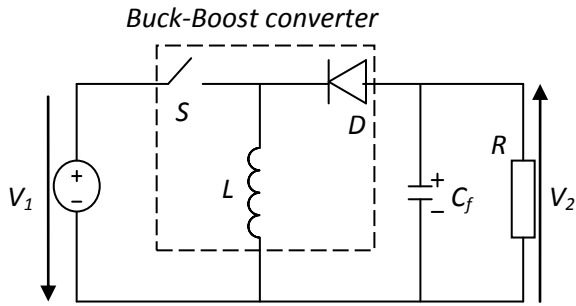 Buck-Boost converter
S
D
R
+
−
V1
L
+
−
Cf
V2